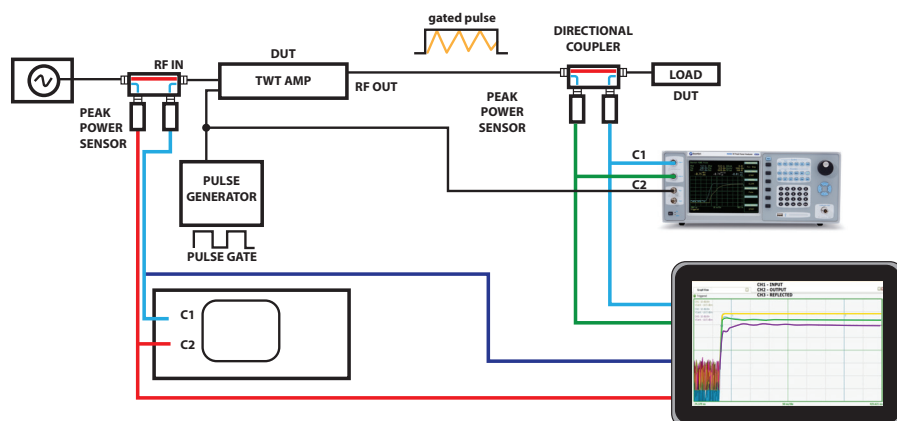 gated pulse
DIRECTIONAL
COUPLER
DUT
RF IN
TWT AMP
RF OUT
LOAD
DUT
PEAK
POWER
SENSOR
PEAK
POWER
SENSOR
C1
C2
PULSE
GENERATOR
PULSE GATE
C1
C2
CH1 - INPUT
CH2 - OUTPUT
CH3 - REFLECTED